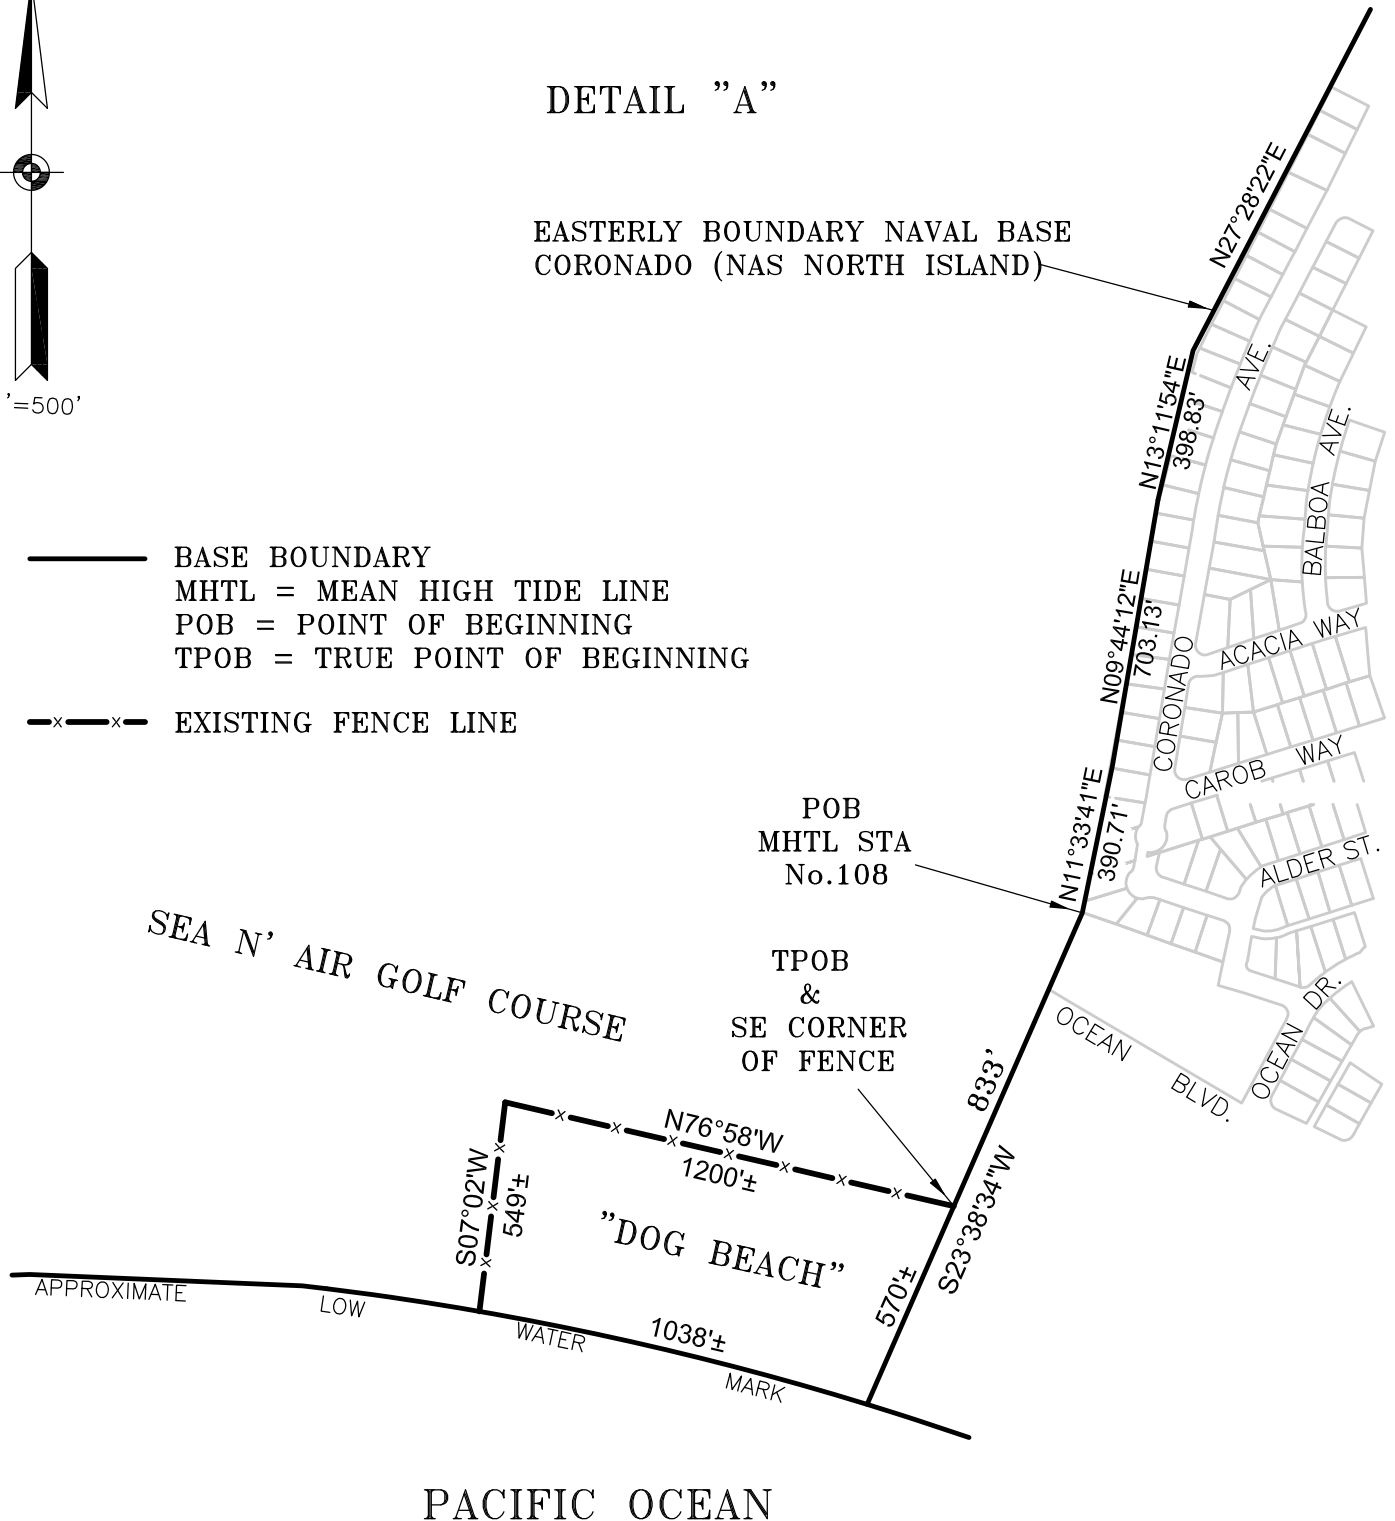 DETAIL "A"
EASTERLY BOUNDARY NAVAL BASE
CORONADO (NAS NORTH ISLAND)
N27°28'22"E
N13°11'54"E
398.83'
AVE.
BALBOA AVE.
'=500'
BASE BOUNDARY
MHTL = MEAN HIGH TIDE LINE
POB = POINT OF BEGINNING
TPOB = TRUE POINT OF BEGINNING
x x EXISTING FENCE LINE
N09°44'12"E
703.13'
CORONADO
ACACIA WAY
CAROB WAY
ALDER ST.
POB
MHTL STA
No.108
N11°33'41"E
390.71'
SEA N' AIR GOLF COURSE
TPOB
&
SE CORNER
OF FENCE
833'
OCEAN BLVD.
OCEAN DR.
N76°58'W
1200'±
x x x x x x x
S07°02'W
549'±
x x x
"DOG BEACH"
570'±
S23°38'34"W
1038'±
APPROXIMATE LOW WATER MARK
PACIFIC OCEAN